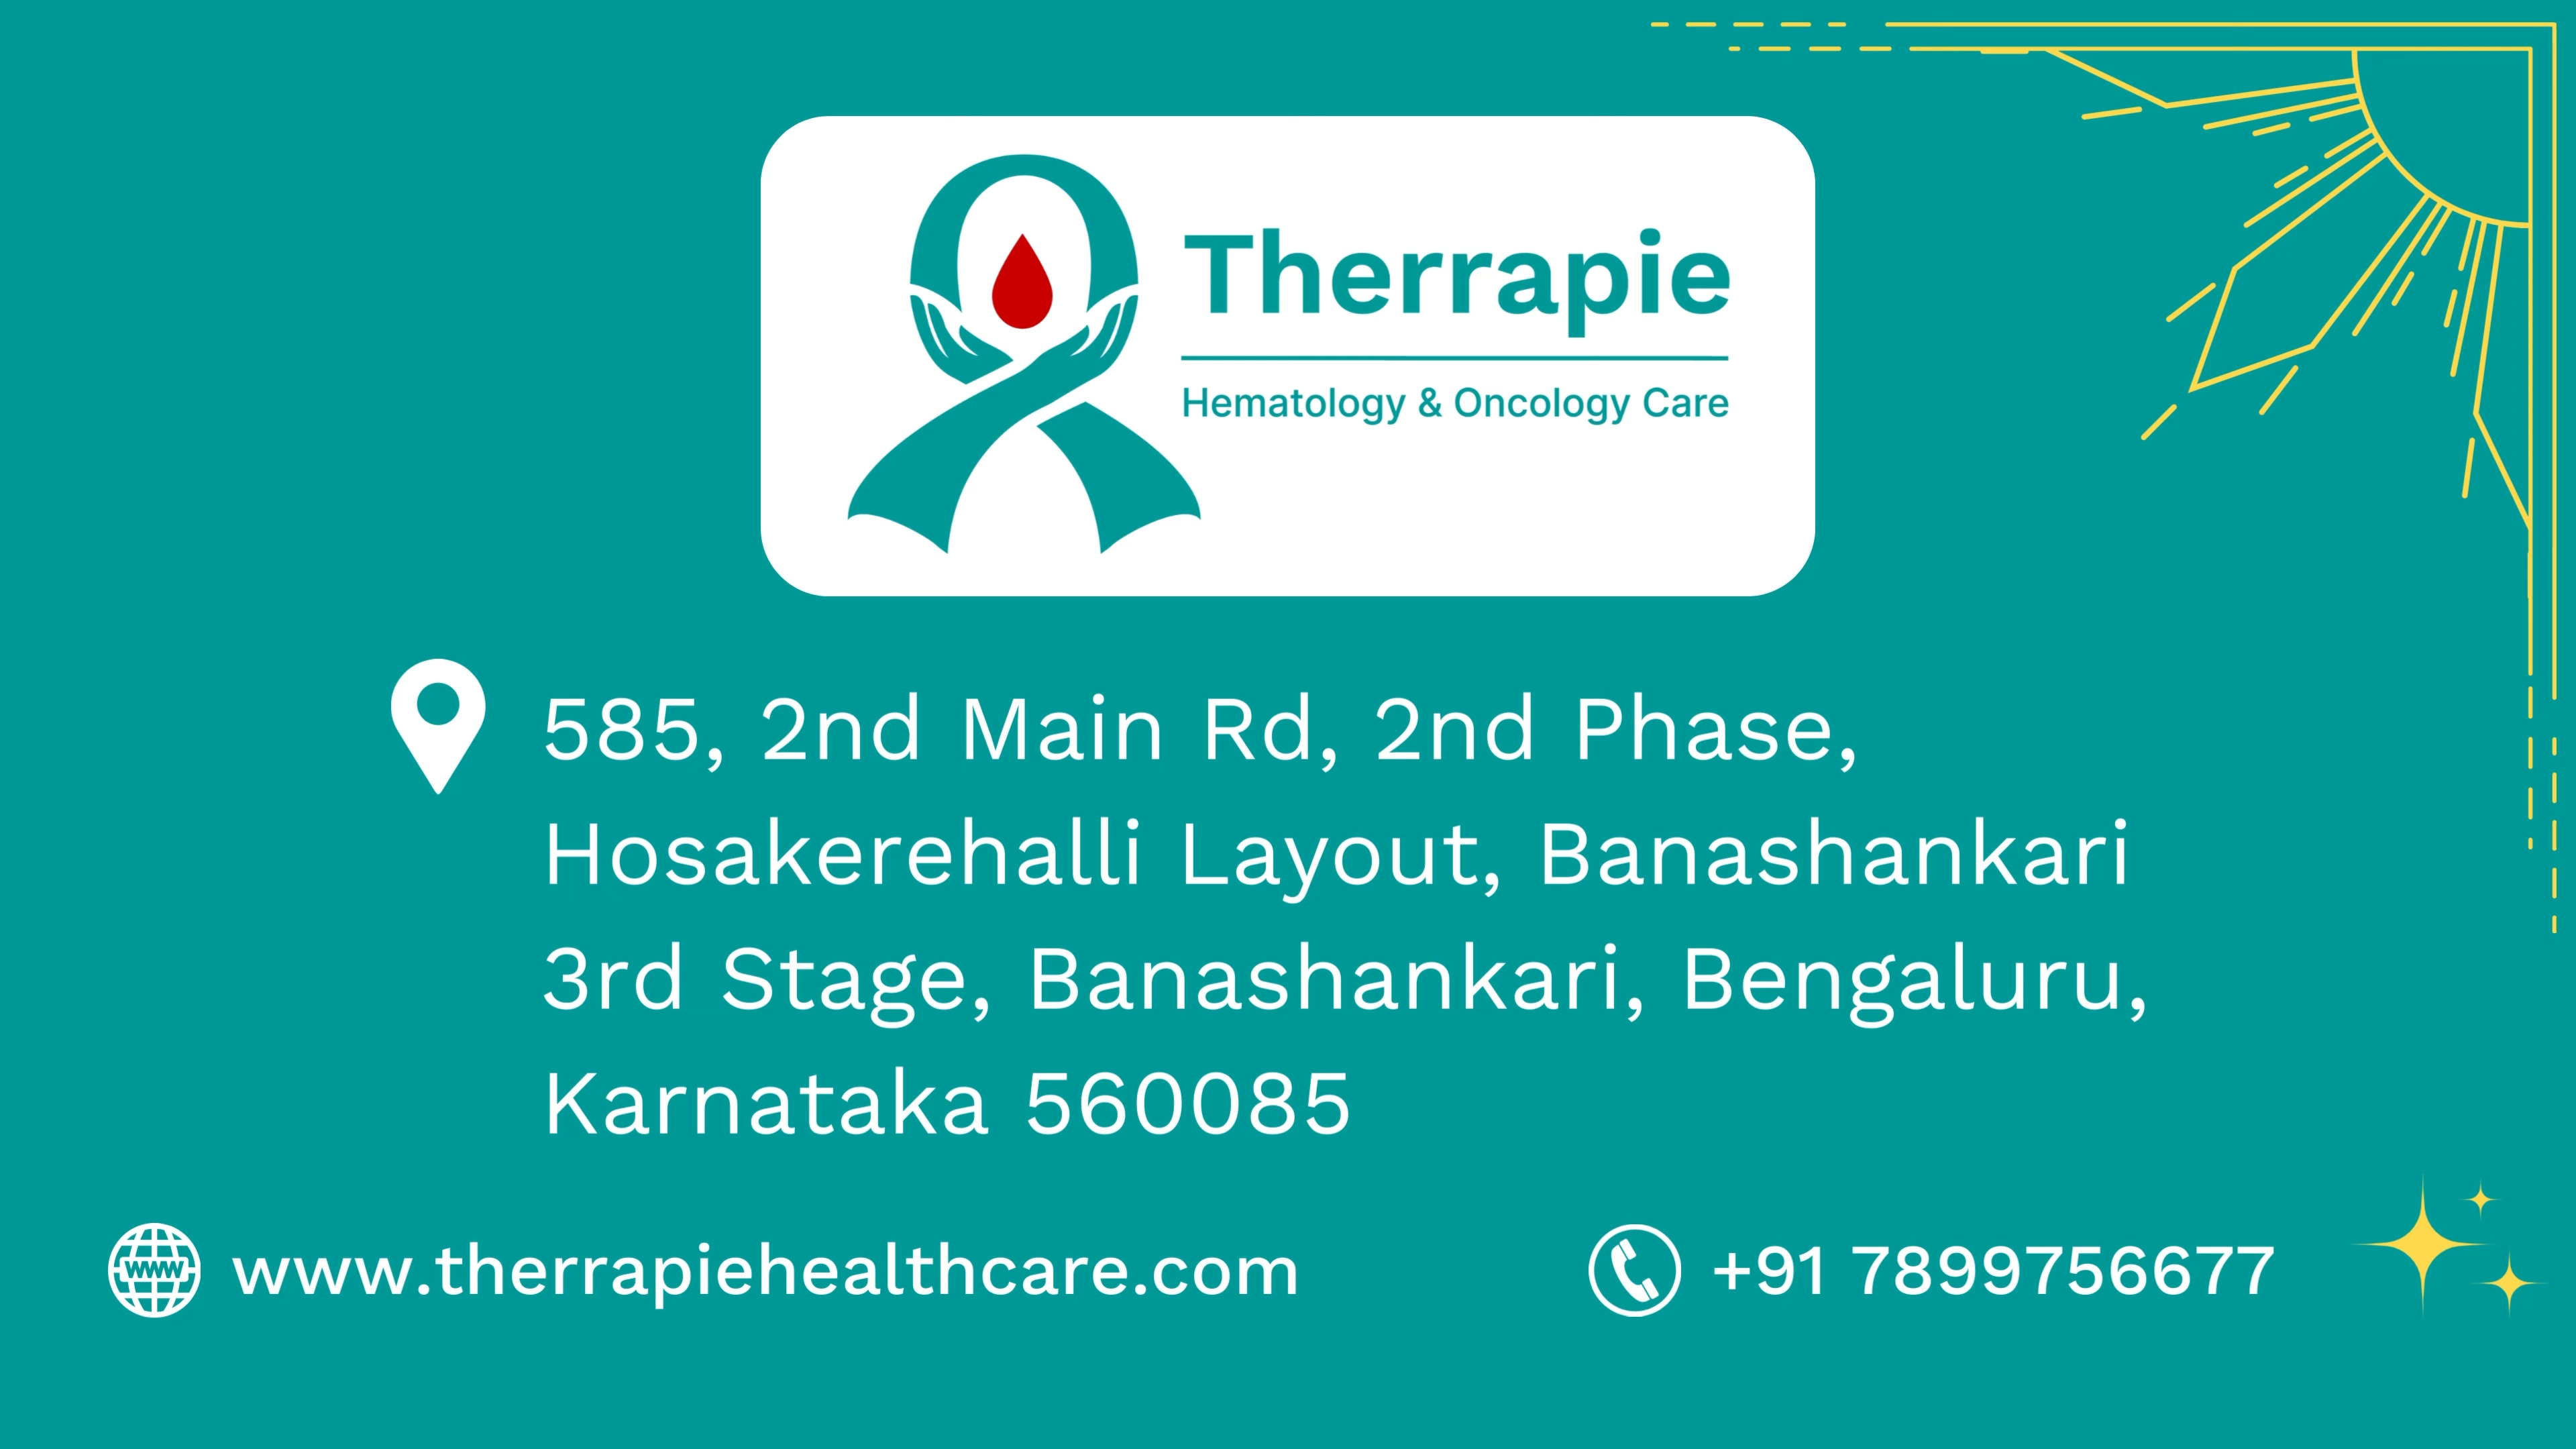 Therrapie
Hematology & Oncology Care
585, 2nd Main Rd, 2nd Phase,
Hosakerehalli Layout, Banashankari
3rd Stage, Banashankari, Bengaluru,
Karnataka 560085
www
www.therrapiehealthcare.com
+91 7899756677